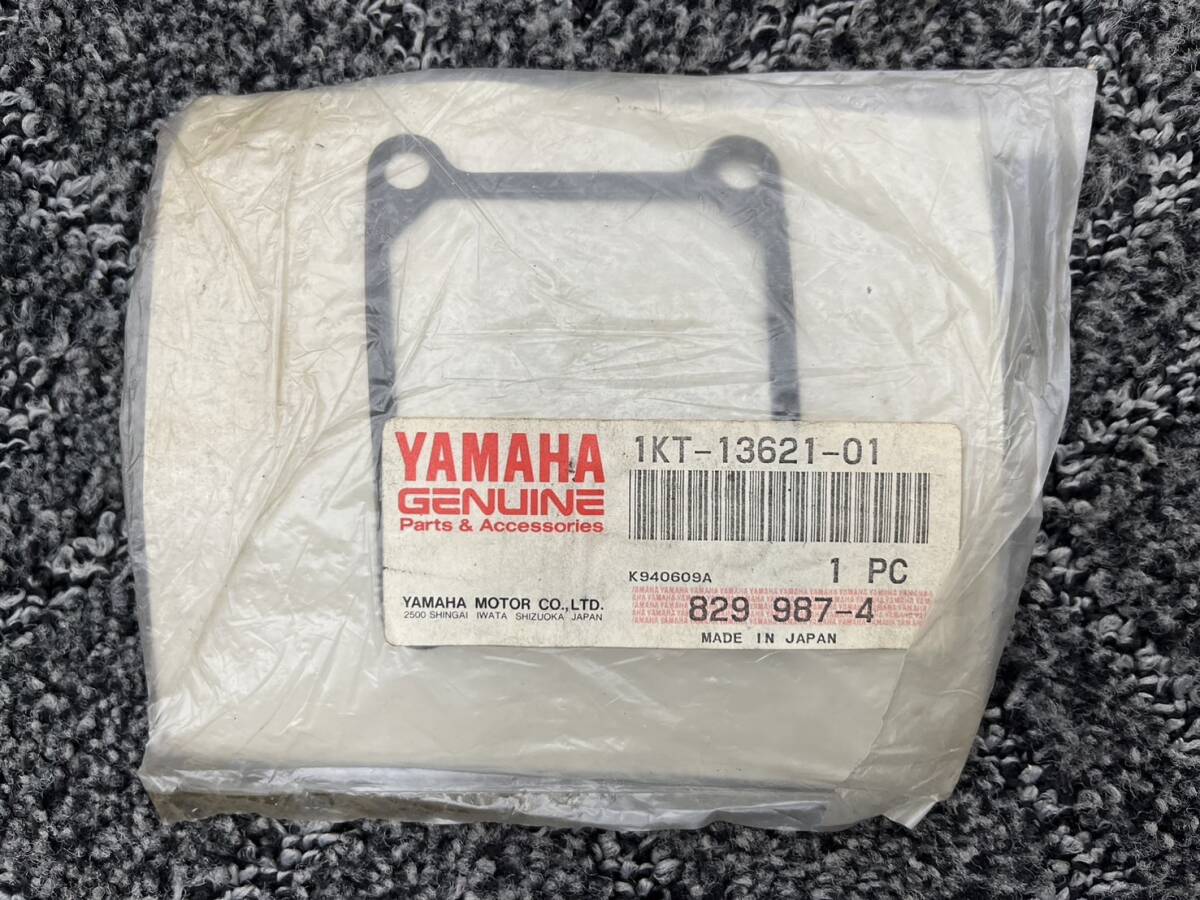 YAMAHA
GENUINE
Parts & Accessories
YAMAHA MOTOR CO.,LTD.
2500 SHINGAI IWATA SHIZUOKA JAPAN
1KT-13621-01
1 PC
K940609A
829 987-4
MADE IN JAPAN